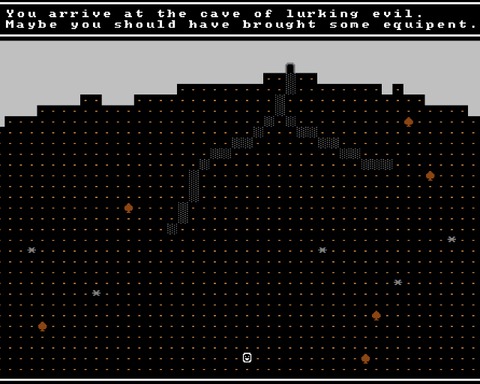 You arrive at the cave of lurking evil.
Maybe you should have brought some equipent.